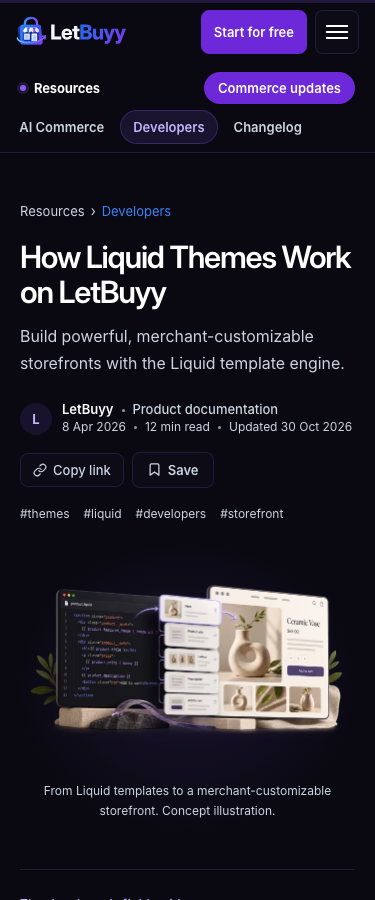 LetBuyy
Start for free
Resources
Commerce updates
AI Commerce
Developers
Changelog
Resources › Developers
How Liquid Themes Work
on LetBuyy
Build powerful, merchant-customizable
storefronts with the Liquid template engine.
L
LetBuyy • Product documentation
8 Apr 2026 • 12 min read • Updated 30 Oct 2026
Copy link
Save
#themes #liquid #developers #storefront
Ceramic Vase
From Liquid templates to a merchant-customizable
storefront. Concept illustration.